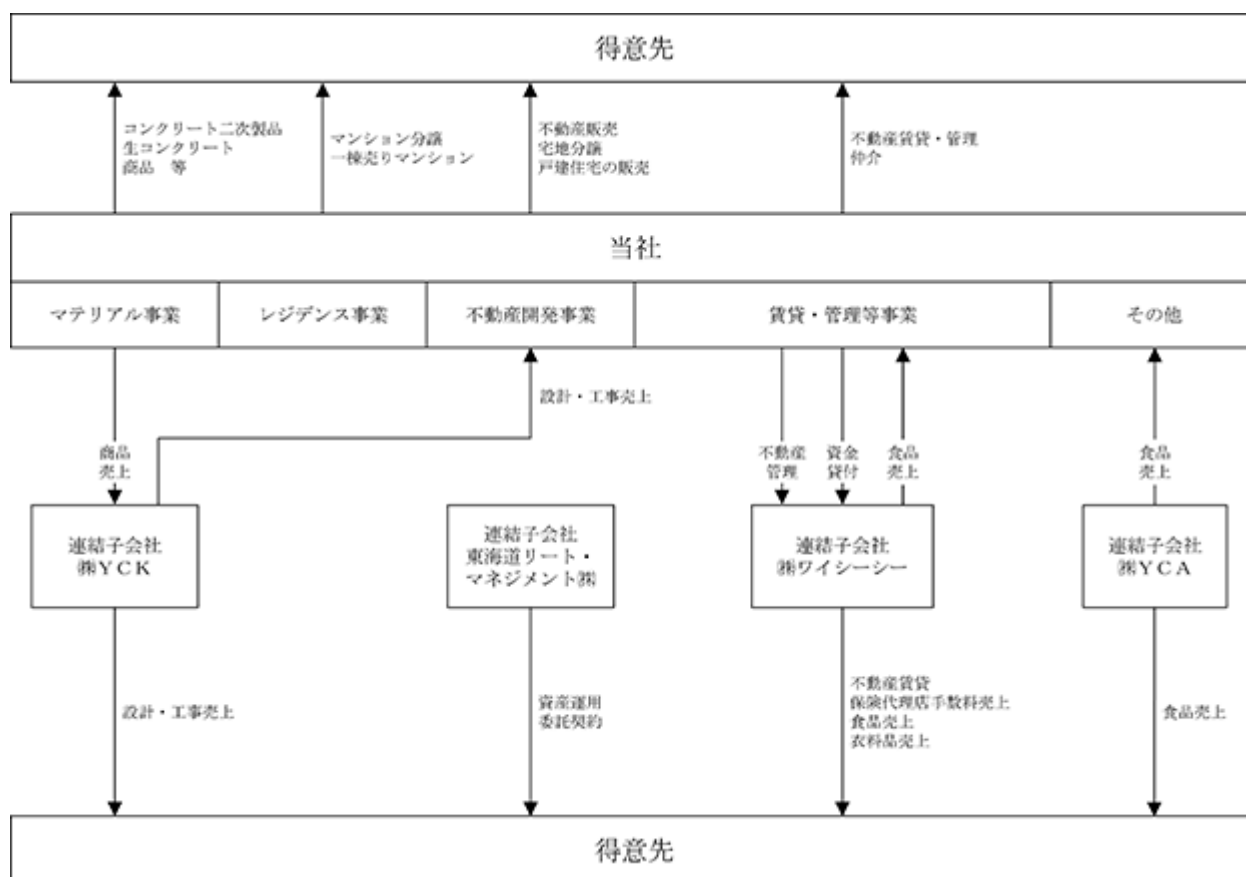 得意先
コンクリート二次製品
生コンクリート
商品　等
マンション分譲
一棟売りマンション
不動産販売
宅地分譲
戸建住宅の販売
不動産賃貸・管理
仲介
当社
マテリアル事業
レジデンス事業
不動産開発事業
賃貸・管理等事業
その他
設計・工事売上
商品
売上
不動産
管理
資金
貸付
食品
売上
食品
売上
連結子会社
㈱ＹＣＫ
連結子会社
東海道リート・
マネジメント㈱
連結子会社
㈱ワイシーシー
連結子会社
㈱ＹＣＡ
設計・工事売上
資産運用
委託契約
不動産賃貸
保険代理店手数料売上
食品売上
衣料品売上
食品売上
得意先